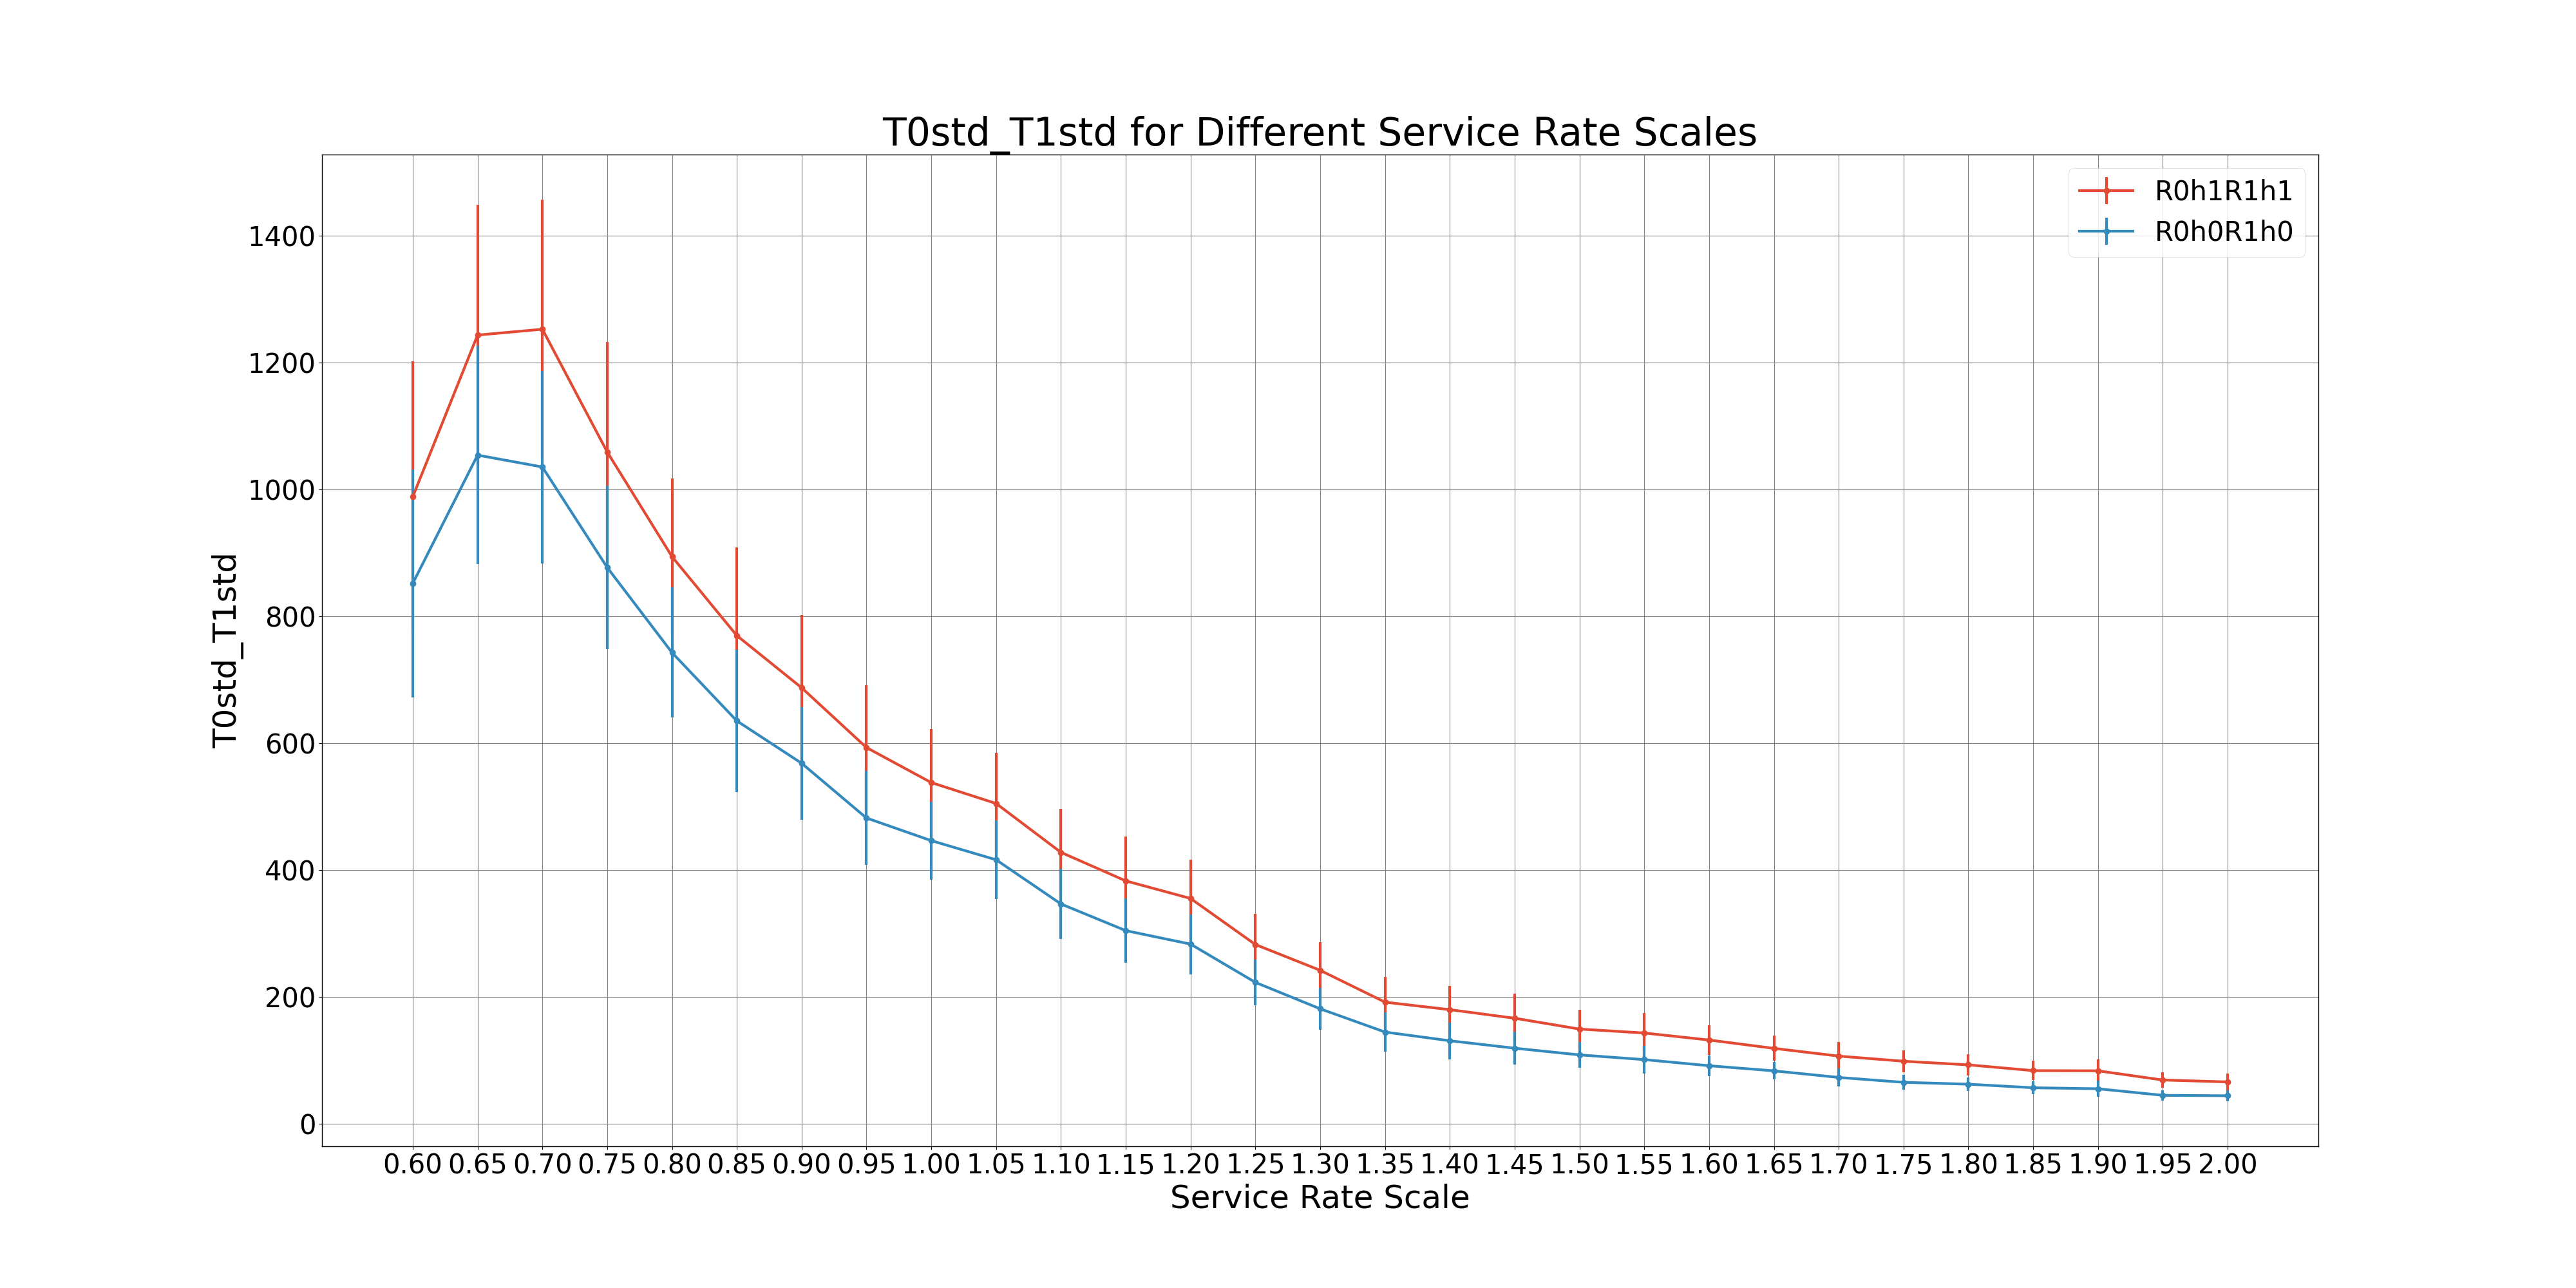 T0std_T1std for Different Service Rate Scales
R0h1R1h1
R0h0R1h0
1400
1200
1000
800
600
400
200
0
T0std_T1std
0.60 0.65 0.70 0.75 0.80 0.85 0.90 0.95 1.00 1.05 1.10 1.15 1.20 1.25 1.30 1.35 1.40 1.45 1.50 1.55 1.60 1.65 1.70 1.75 1.80 1.85 1.90 1.95 2.00
Service Rate Scale